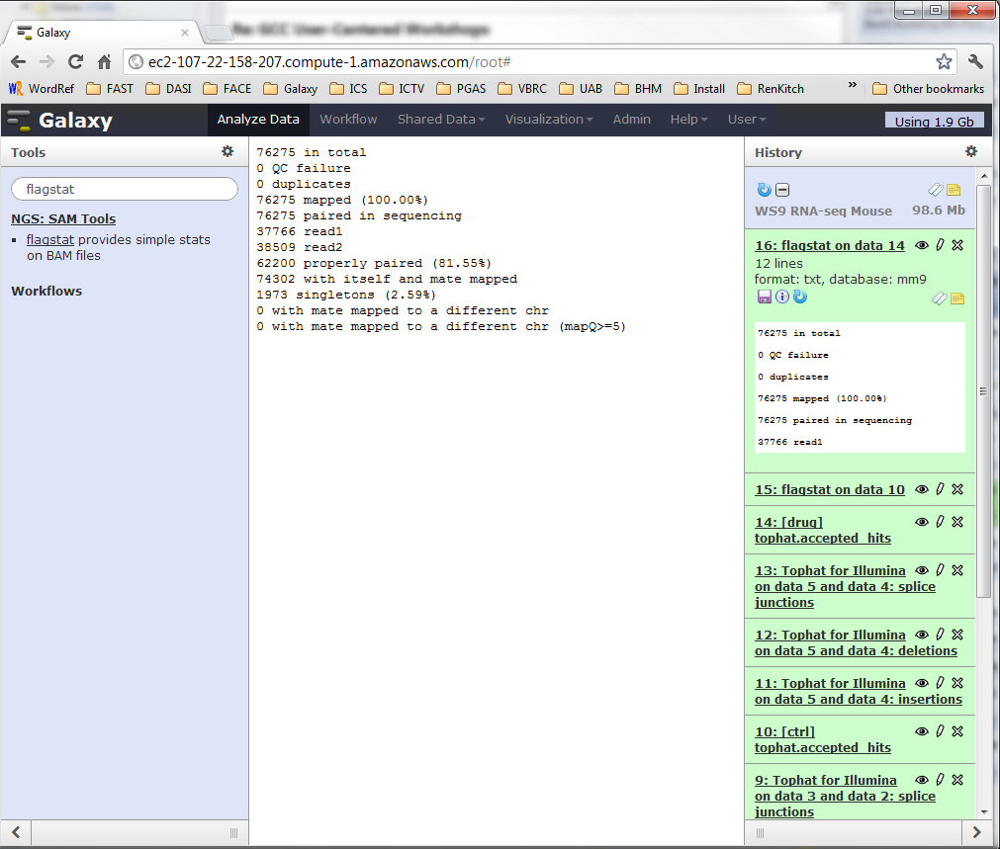 Re: GCC User-Centered Workshops
Galaxy
ec2-107-22-158-207.compute-1.amazonaws.com/root#
WordRef FAST DASI FACE Galaxy ICS ICTV PGAS VBRC UAB BHM Install RenKitch » Other bookmarks
Galaxy Analyze Data Workflow Shared Data Visualization Admin Help User Using 1.9 Gb
Tools
flagstat
NGS: SAM Tools
flagstat provides simple stats
on BAM files
Workflows
76275 in total
0 QC failure
0 duplicates
76275 mapped (100.00%)
76275 paired in sequencing
37766 read1
38509 read2
62200 properly paired (81.55%)
74302 with itself and mate mapped
1973 singletons (2.59%)
0 with mate mapped to a different chr
0 with mate mapped to a different chr (mapQ>=5)
History
WS9 RNA-seq Mouse 98.6 Mb
16: flagstat on data 14
12 lines
format: txt, database: mm9
76275 in total
0 QC failure
0 duplicates
76275 mapped (100.00%)
76275 paired in sequencing
37766 read1
15: flagstat on data 10
14: [drug]
tophat.accepted_hits
13: Tophat for Illumina
on data 5 and data 4: splice
junctions
12: Tophat for Illumina
on data 5 and data 4: deletions
11: Tophat for Illumina
on data 5 and data 4: insertions
10: [ctrl]
tophat.accepted_hits
9: Tophat for Illumina
on data 3 and data 2: splice
junctions